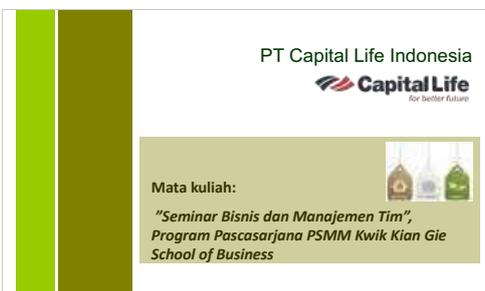 PT Capital Life Indonesia
Capital Life
for better future
Mata kuliah:
”Seminar Bisnis dan Manajemen Tim”,
Program Pascasarjana PSMM Kwik Kian Gie
School of Business